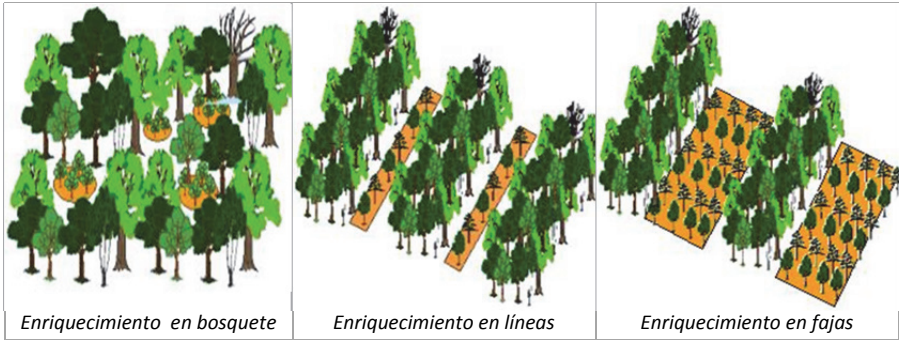 Enriquecimiento en bosquete
Enriquecimiento en líneas
Enriquecimiento en fajas